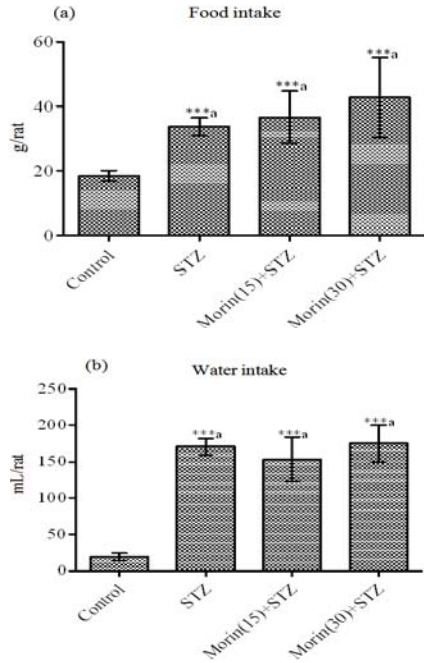 (a) Food intake
60
40
20
0
g/rat
***a
***a
***a
Control
STZ
Morin(15)+STZ
Morin(30)+STZ
(b) Water intake
250
200
150
100
50
0
mL/rat
***a
***a
***a
Control
STZ
Morin(15)+STZ
Morin(30)+STZ